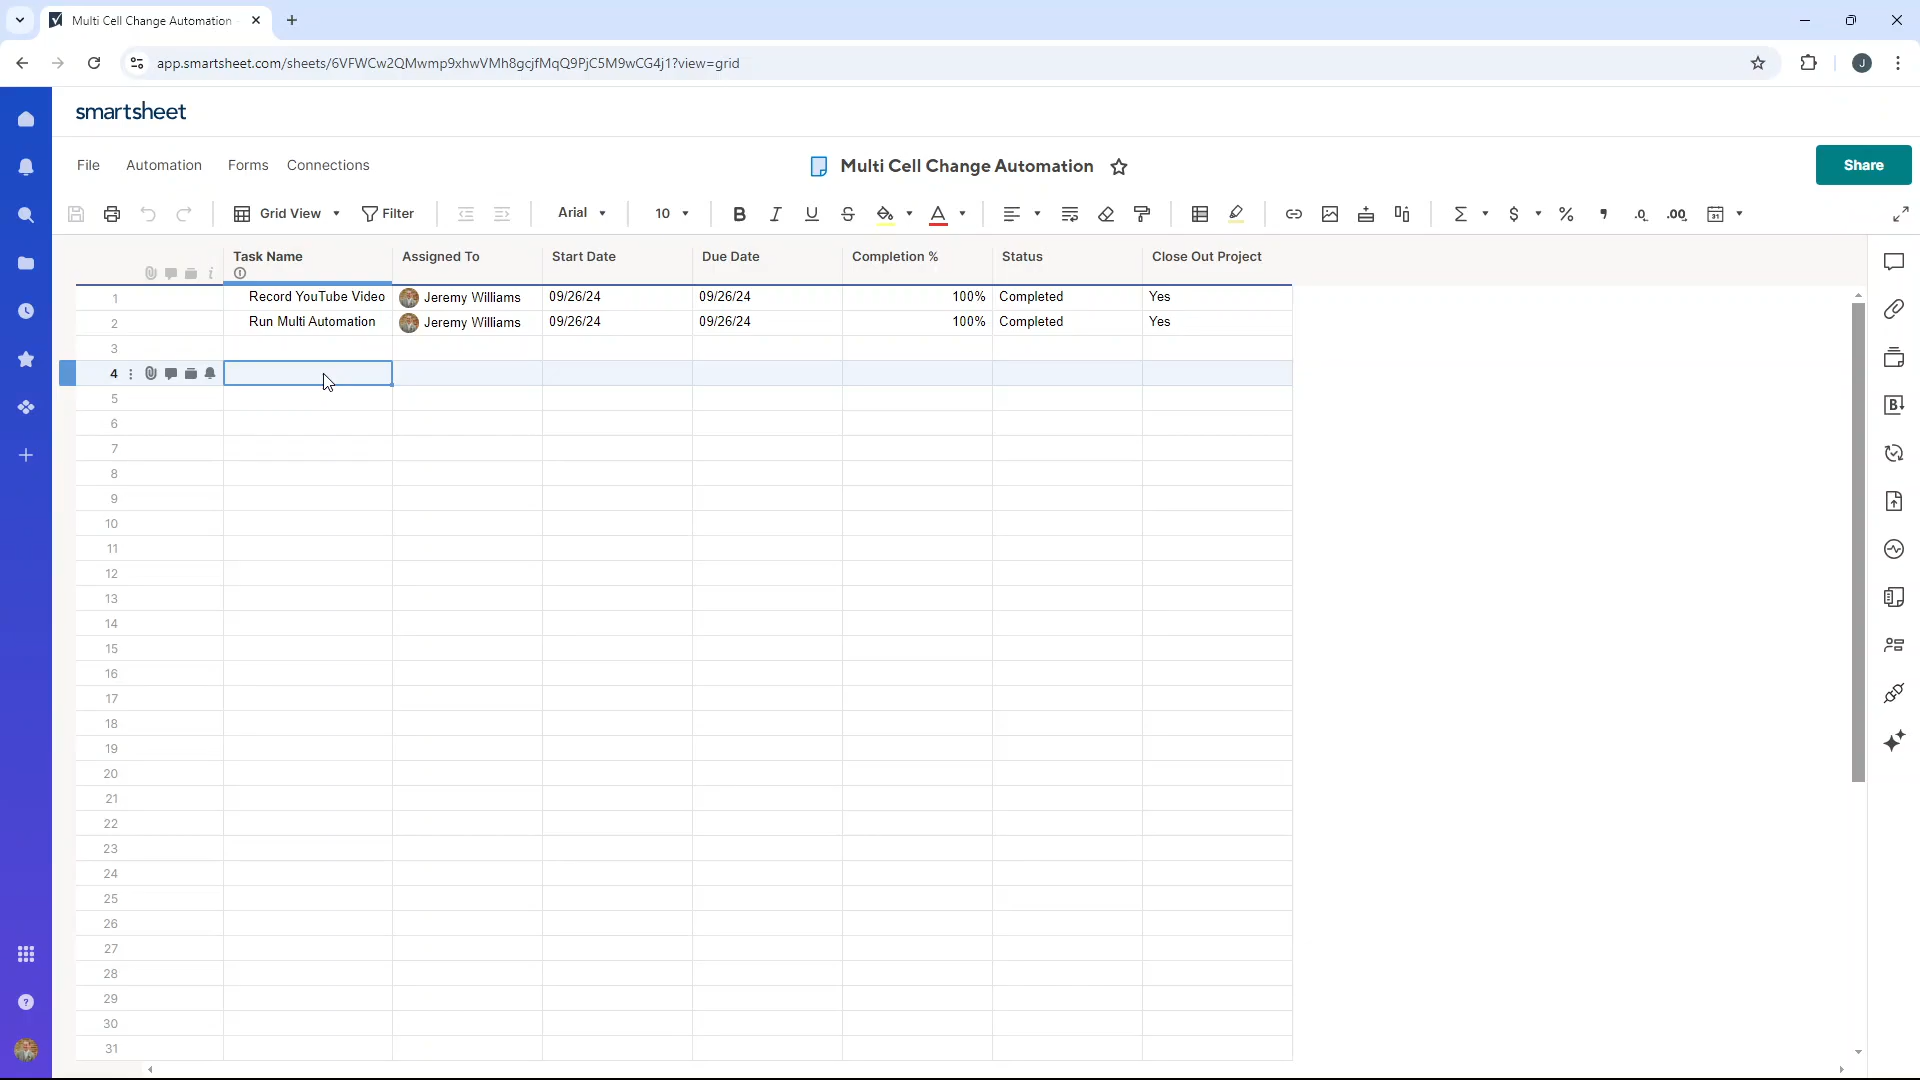 Multi Cell Change Automation
app.smartsheet.com/sheets/6VFWCw2QMwmp9xhwVMh8gcjfMqQ9PjC5M9wCG4j1?view=grid
J
smartsheet
File Automation Forms Connections
Multi Cell Change Automation
Share
Grid View Filter Arial 10 B I U S A Σ $ % .0 .00 31
Task Name Assigned To Start Date Due Date Completion % Status Close Out Project
1 Record YouTube Video Jeremy Williams 09/26/24 09/26/24 100% Completed Yes
2 Run Multi Automation Jeremy Williams 09/26/24 09/26/24 100% Completed Yes
3
4
5
6
7
8
9
10
11
12
13
14
15
16
17
18
19
20
21
22
23
24
25
26
27
28
29
30
31